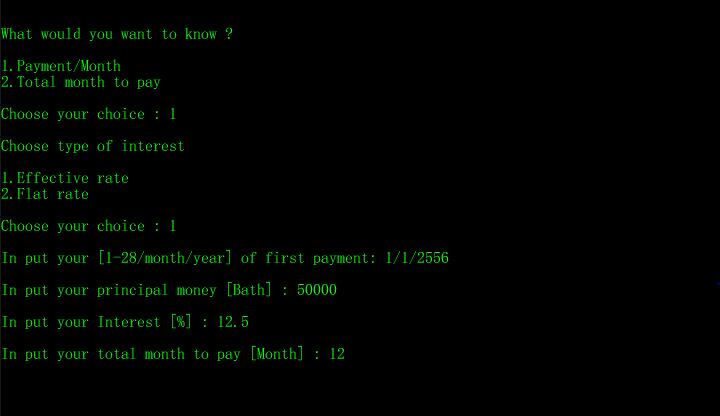 What would you want to know ?
1.Payment/Month
2.Total month to pay
Choose your choice : 1
Choose type of interest
1.Effective rate
2.Flat rate
Choose your choice : 1
In put your [1-28/month/year] of first payment: 1/1/2556
In put your principal money [Bath] : 50000
In put your Interest [%] : 12.5
In put your total month to pay [Month] : 12